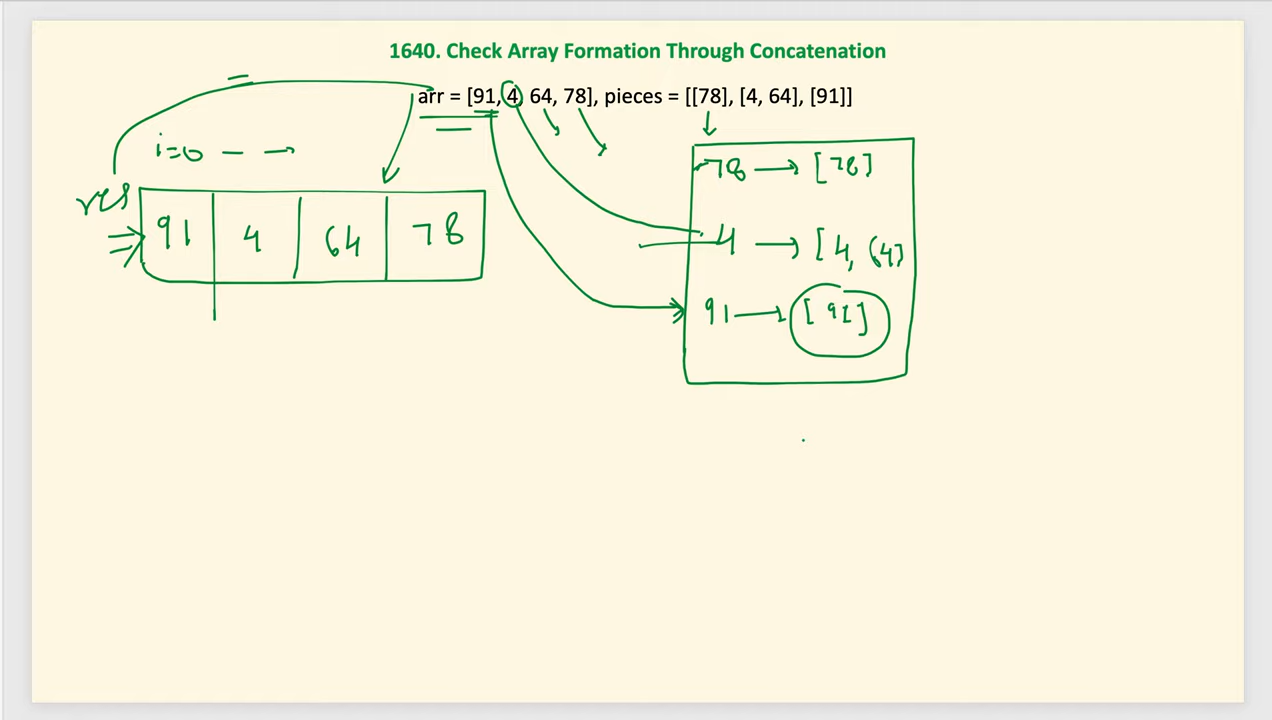 1640. Check Array Formation Through Concatenation
arr = [91, 4, 64, 78], pieces = [[78], [4, 64], [91]]
i=0
res
91 4 64 78
78 → [78]
4 → [4, 64]
91 → [91]